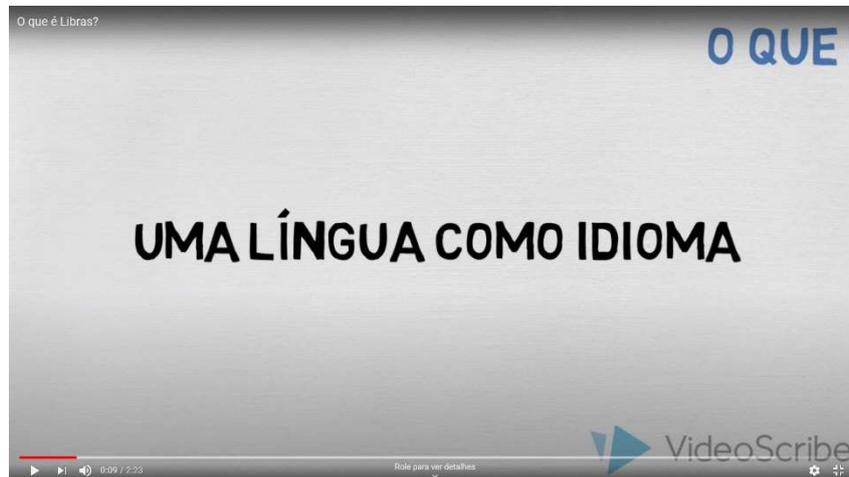 O que é Libras?
O QUE
UMA LÍNGUA COMO IDIOMA
VideoScribe
0:09 / 2:23
Role para ver detalhes